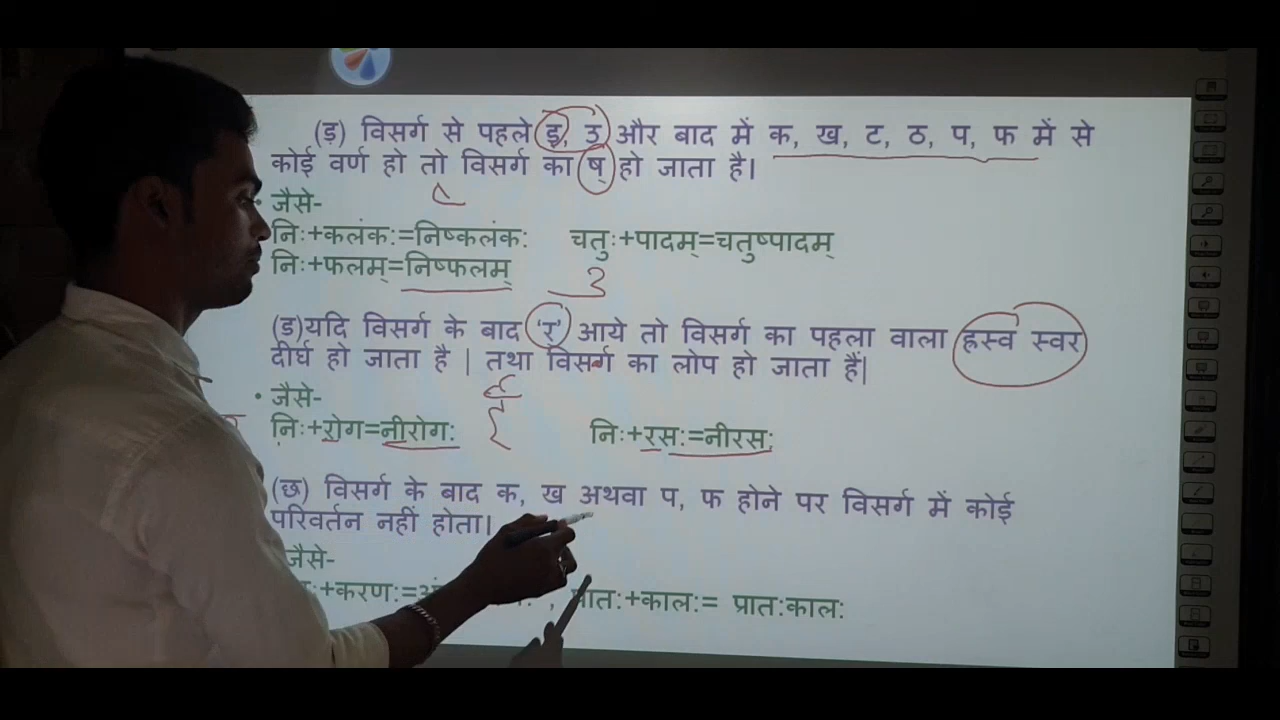 (ड़) विसर्ग से पहले इ, उ और बाद में क, ख, ट, ठ, प, फ में से
कोई वर्ण हो तो विसर्ग का ष् हो जाता है।
जैसे-
निः+कलंक:=निष्कलंक: चतुः+पादम्=चतुष्पादम्
निः+फलम्=निष्फलम्
उ
(ड)यदि विसर्ग के बाद 'र' आये तो विसर्ग का पहला वाला ह्रस्व स्वर
दीर्घ हो जाता है | तथा विसर्ग का लोप हो जाता हैं|
जैसे-
निः+रोग=नीरोग: निः+रस:=नीरस:
(छ) विसर्ग के बाद क, ख अथवा प, फ होने पर विसर्ग में कोई
परिवर्तन नहीं होता।
जैसे-
+करण:= , +काल:= प्रात:काल: